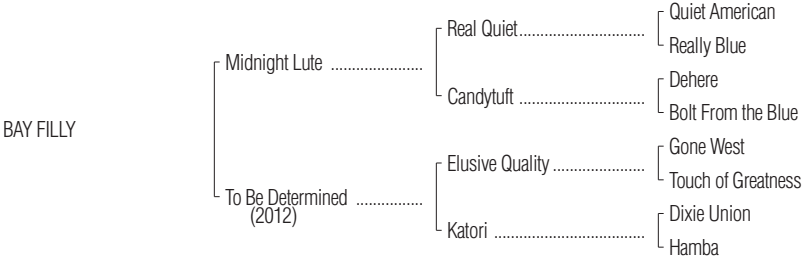 Quiet American
Real Quiet..............................
Really Blue
Midnight Lute ......................
Dehere
Candytuft ..............................
Bolt From the Blue
BAY FILLY
Gone West
Elusive Quality ......................
Touch of Greatness
To Be Determined ................
(2012)
Dixie Union
Katori ....................................
Hamba